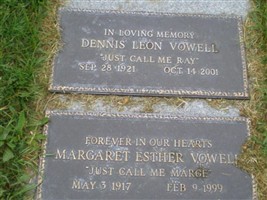 IN LOVING MEMORY
DENNIS LEON VOWELL
"JUST CALL ME RAY"
SEP 28 1921 OCT 14 2001
FOREVER IN OUR HEARTS
MARGARET ESTHER VOWELL
"JUST CALL ME MARGE"
MAY 3 1917 FEB 9 1999